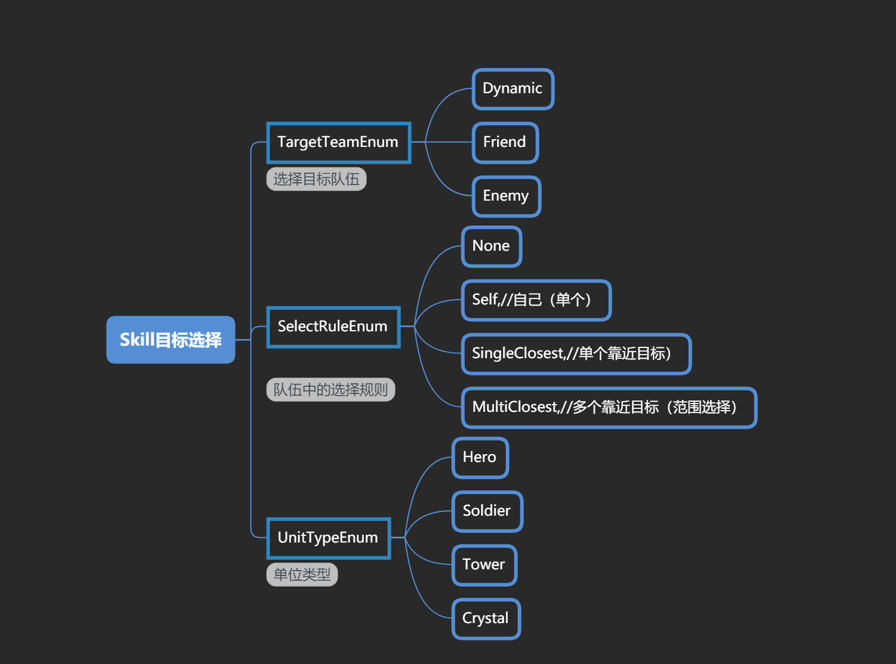 Skill目标选择
TargetTeamEnum
选择目标队伍
Dynamic
Friend
Enemy
SelectRuleEnum
队伍中的选择规则
None
Self,//自己（单个）
SingleClosest,//单个靠近目标）
MultiClosest,//多个靠近目标（范围选择）
UnitTypeEnum
单位类型
Hero
Soldier
Tower
Crystal